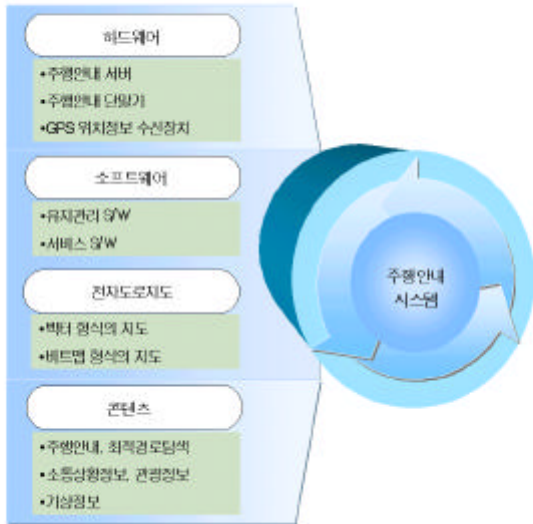 하드웨어
•주행안내 서버
•주행안내 단말기
•GPS 위치정보 수신장치
소프트웨어
•유지관리 S/W
•서비스 S/W
전자도로지도
•벡터 형식의 지도
•비트맵 형식의 지도
콘텐츠
•주행안내, 최적경로탐색
•소통상황정보, 관광정보
•기상정보
주행안내
시스템